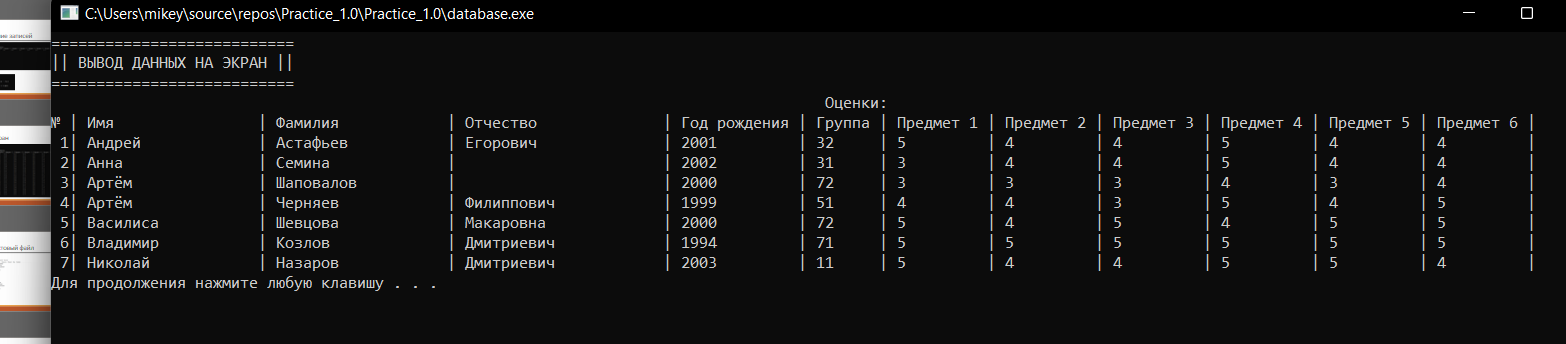 C:\Users\mikey\source\repos\Practice_1.0\Practice_1.0\database.exe
ие записей
===========================
|| ВЫВОД ДАННЫХ НА ЭКРАН ||
===========================
Оценки:
№ | Имя | Фамилия | Отчество | Год рождения | Группа | Предмет 1 | Предмет 2 | Предмет 3 | Предмет 4 | Предмет 5 | Предмет 6 |
1| Андрей | Астафьев | Егорович | 2001 | 32 | 5 | 4 | 4 | 5 | 4 | 4 |
2| Анна | Семина | | 2002 | 31 | 3 | 4 | 4 | 5 | 4 | 4 |
3| Артём | Шаповалов | | 2000 | 72 | 3 | 3 | 3 | 4 | 3 | 4 |
4| Артём | Черняев | Филиппович | 1999 | 51 | 4 | 4 | 3 | 5 | 4 | 5 |
5| Василиса | Шевцова | Макаровна | 2000 | 72 | 5 | 4 | 5 | 4 | 5 | 5 |
6| Владимир | Козлов | Дмитриевич | 1994 | 71 | 5 | 5 | 5 | 5 | 5 | 5 |
7| Николай | Назаров | Дмитриевич | 2003 | 11 | 5 | 4 | 4 | 5 | 5 | 4 |
Для продолжения нажмите любую клавишу . . .
товый файл